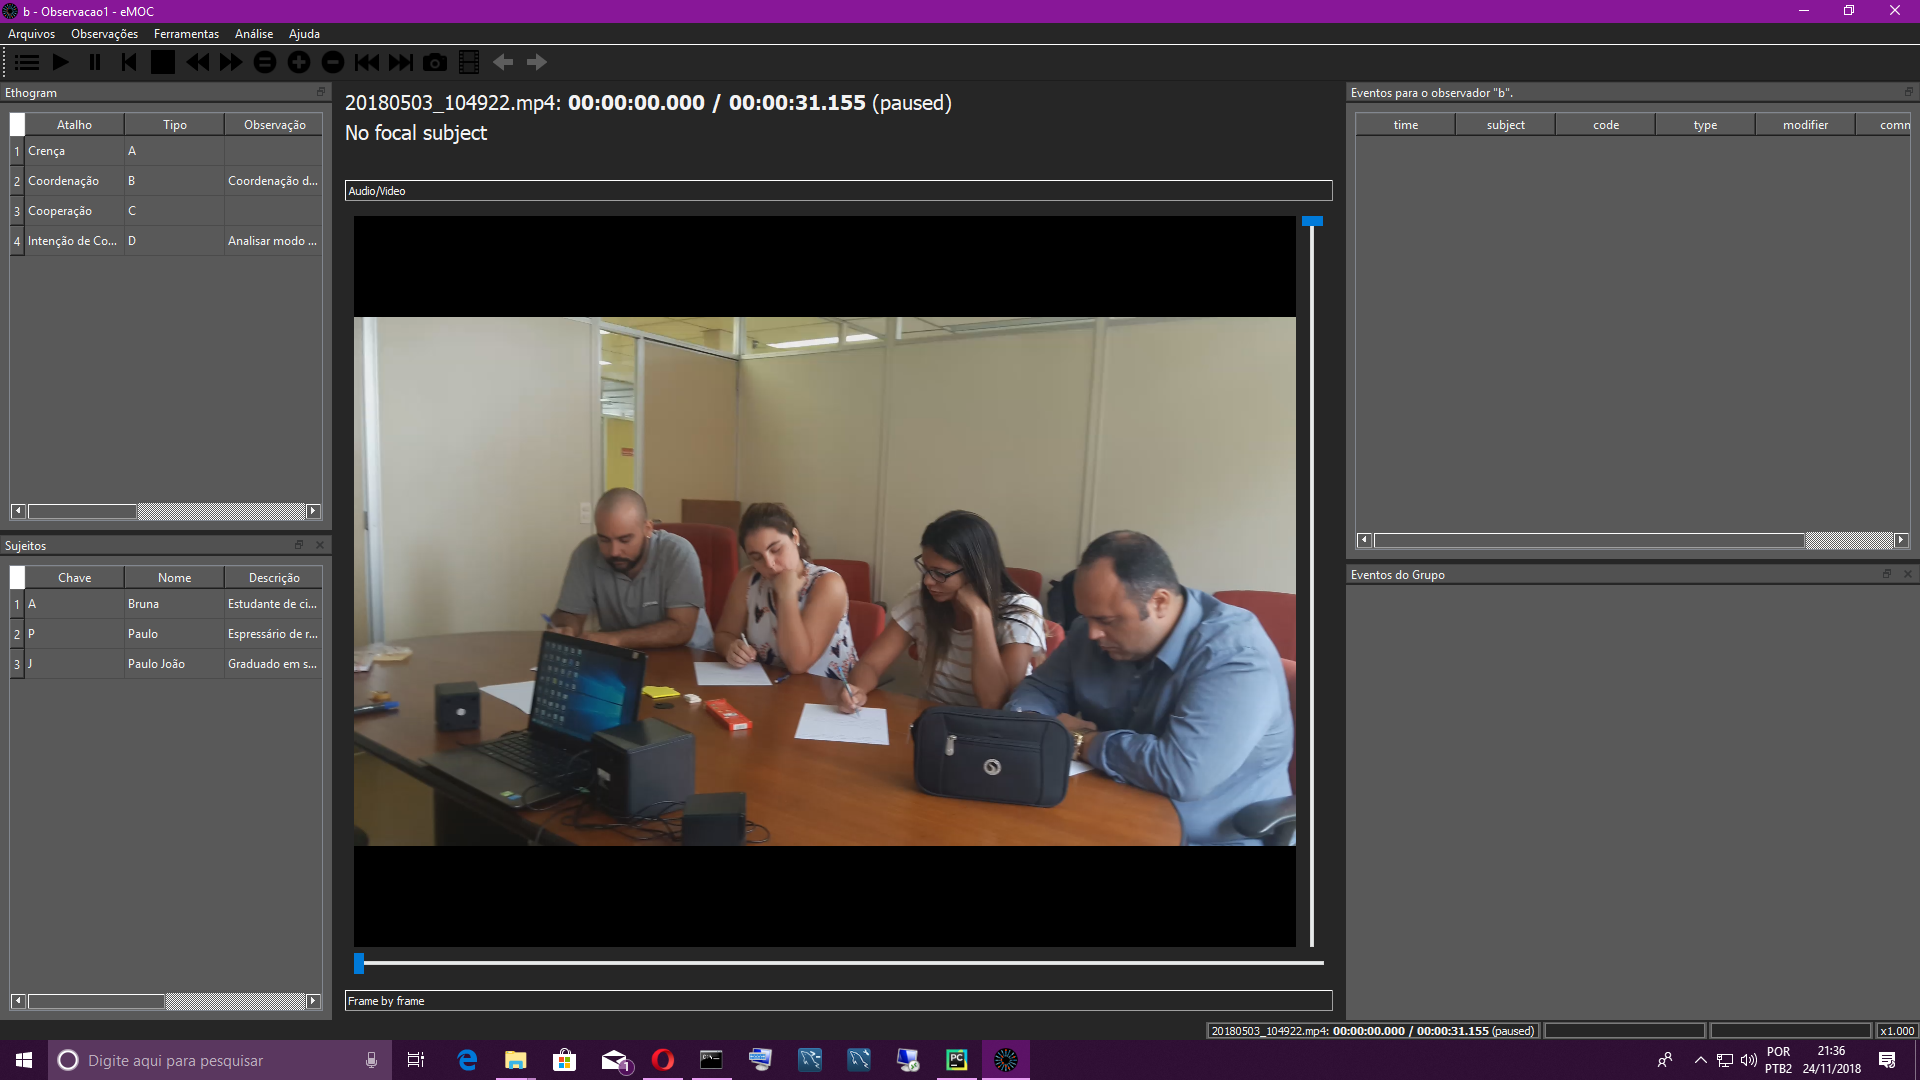 b - Observacao1 - eMOC
Arquivos Observações Ferramentas Análise Ajuda
Ethogram
Atalho Tipo Observação
1 Crença A
2 Coordenação B Coordenação d...
3 Cooperação C
4 Intenção de Co... D Analisar modo ...
Sujeitos
Chave Nome Descrição
1 A Bruna Estudante de ci...
2 P Paulo Espressário de r...
3 J Paulo João Graduado em s...
20180503_104922.mp4: 00:00:00.000 / 00:00:31.155 (paused)
No focal subject
Audio/Video
Frame by frame
Eventos para o observador "b".
time subject code type modifier comm
Eventos do Grupo
20180503_104922.mp4: 00:00:00.000 / 00:00:31.155 (paused) x1.000
Digite aqui para pesquisar
1
PC
POR
PTB2
21:36
24/11/2018